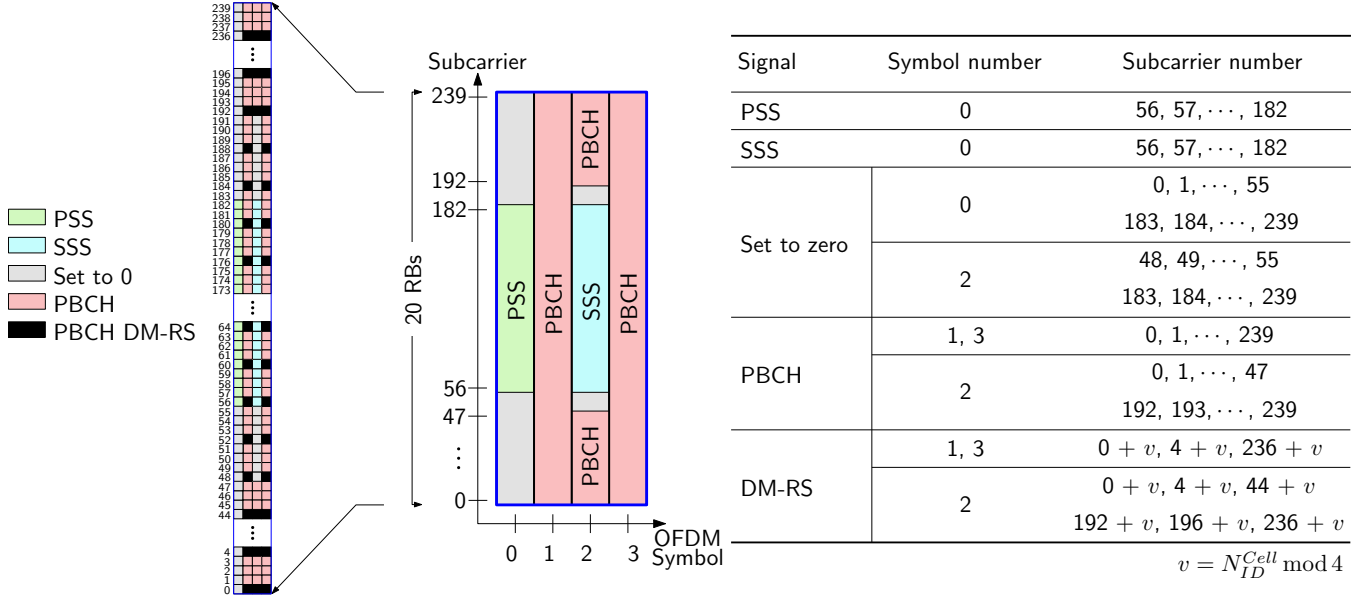 239
238
237
236
⋮
196
195
194
193
192
191
190
189
188
187
186
185
184
183
182
181
180
179
178
177
176
175
174
173
⋮
64
63
62
61
60
59
58
57
56
55
54
53
52
51
50
49
48
47
46
45
44
⋮
4
3
2
1
0
PSS
SSS
Set to 0
PBCH
PBCH DM-RS
20 RBs
Subcarrier
239
192
182
56
47
⋮
0
PSS
PBCH
PBCH
SSS
PBCH
PBCH
0 1 2 3
OFDM
Symbol
Signal Symbol number Subcarrier number
PSS 0 56, 57, ⋯, 182
SSS 0 56, 57, ⋯, 182
Set to zero 0 0, 1, ⋯, 55
183, 184, ⋯, 239
2 48, 49, ⋯, 55
183, 184, ⋯, 239
PBCH 1, 3 0, 1, ⋯, 239
2 0, 1, ⋯, 47
192, 193, ⋯, 239
DM-RS 1, 3 0 + v, 4 + v, 236 + v
2 0 + v, 4 + v, 44 + v
192 + v, 196 + v, 236 + v
v = N_{ID}^{Cell} mod 4